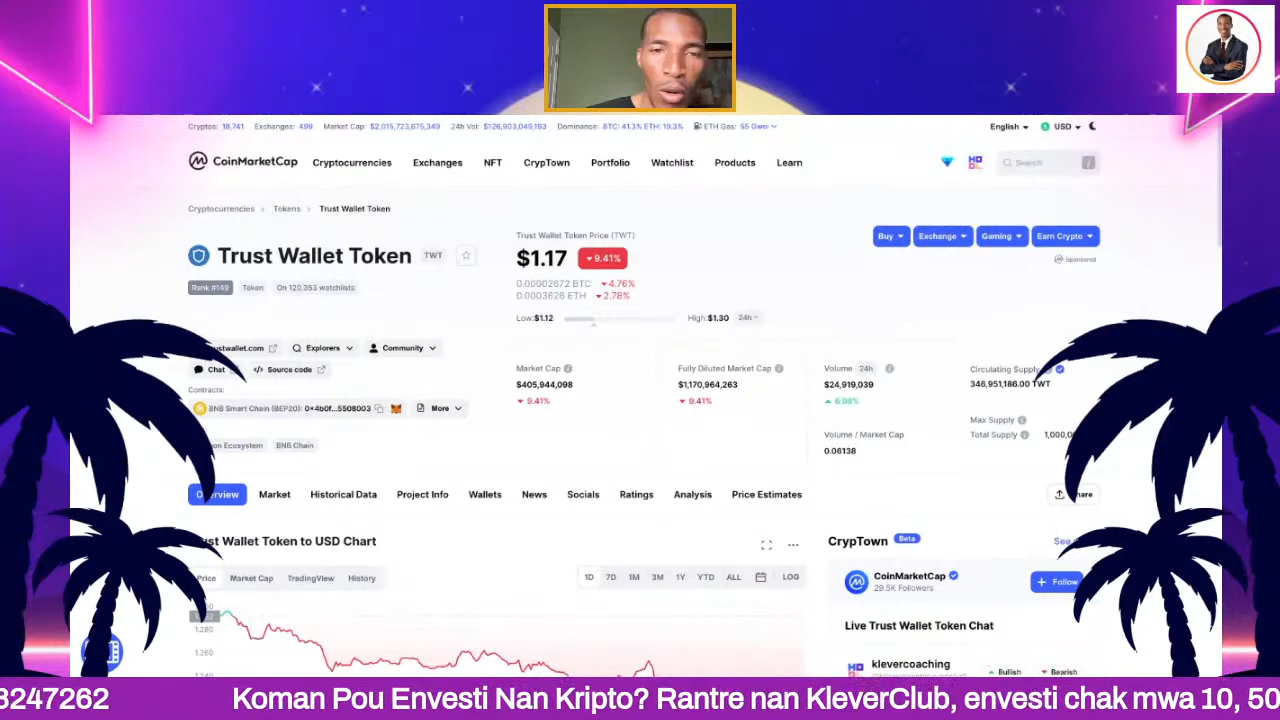 Cryptos: 18,741 Exchanges: 499 Market Cap: $2,015,723,675,349 24h Vol: $126,903,049,193 Dominance: BTC: 41.3% ETH: 19.3% ETH Gas: 55 Gwei English USD
CoinMarketCap Cryptocurrencies Exchanges NFT CrypTown Portfolio Watchlist Products Learn Search /
Cryptocurrencies Tokens Trust Wallet Token
Trust Wallet Token Price (TWT)
Buy Exchange Gaming Earn Crypto
Trust Wallet Token TWT
$1.17 9.41%
Sponsored
Rank #149 Token On 120,353 watchlists
0.00002672 BTC 4.76%
0.0003626 ETH 2.78%
Low:$1.12 High:$1.30 24h
Explorers Community
Chat Source code
Market Cap Fully Diluted Market Cap Volume 24h Circulating Supply
$405,944,098 $1,170,964,263 $24,919,039 346,951,186.00 TWT
9.41% 9.41% 6.98%
Contracts:
BNB Smart Chain (BEP20): 0x4b0f...5508003 More
Max Supply
Volume / Market Cap Total Supply
0.06138
Ecosystem BNB Chain
Overview Market Historical Data Project Info Wallets News Socials Ratings Analysis Price Estimates
Wallet Token to USD Chart
CrypTown Beta See
Price Market Cap TradingView History 1D 7D 1M 3M 1Y YTD ALL LOG
CoinMarketCap
29.5K Followers
Follow
1.280
1.260
Live Trust Wallet Token Chat
klevercoaching
Bullish Bearish
3247262 Koman Pou Envesti Nan Kripto? Rantre nan KleverClub, envesti chak mwa 10, 50